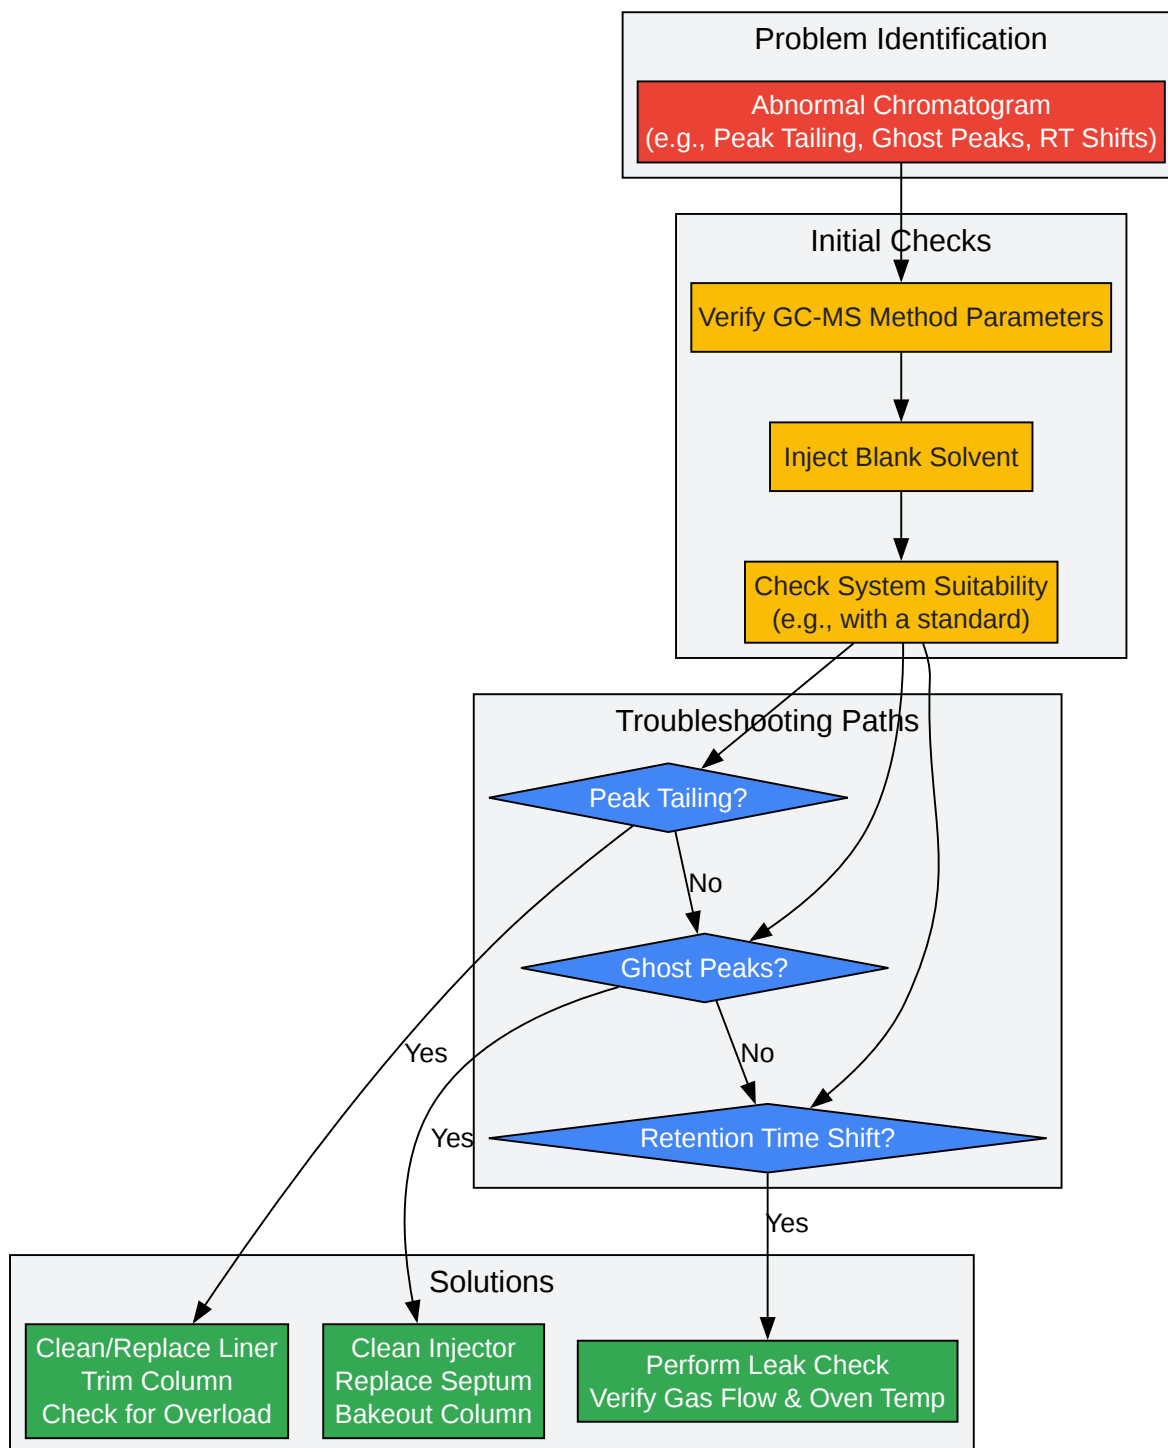 Problem Identification
Abnormal Chromatogram
(e.g., Peak Tailing, Ghost Peaks, RT Shifts)
Initial Checks
Verify GC-MS Method Parameters
Inject Blank Solvent
Check System Suitability
(e.g., with a standard)
Troubleshooting Paths
Peak Tailing?
No
Ghost Peaks?
Yes
No
Yes
Retention Time Shift?
Yes
Solutions
Clean/Replace Liner
Trim Column
Check for Overload
Clean Injector
Replace Septum
Bakeout Column
Perform Leak Check
Verify Gas Flow & Oven Temp